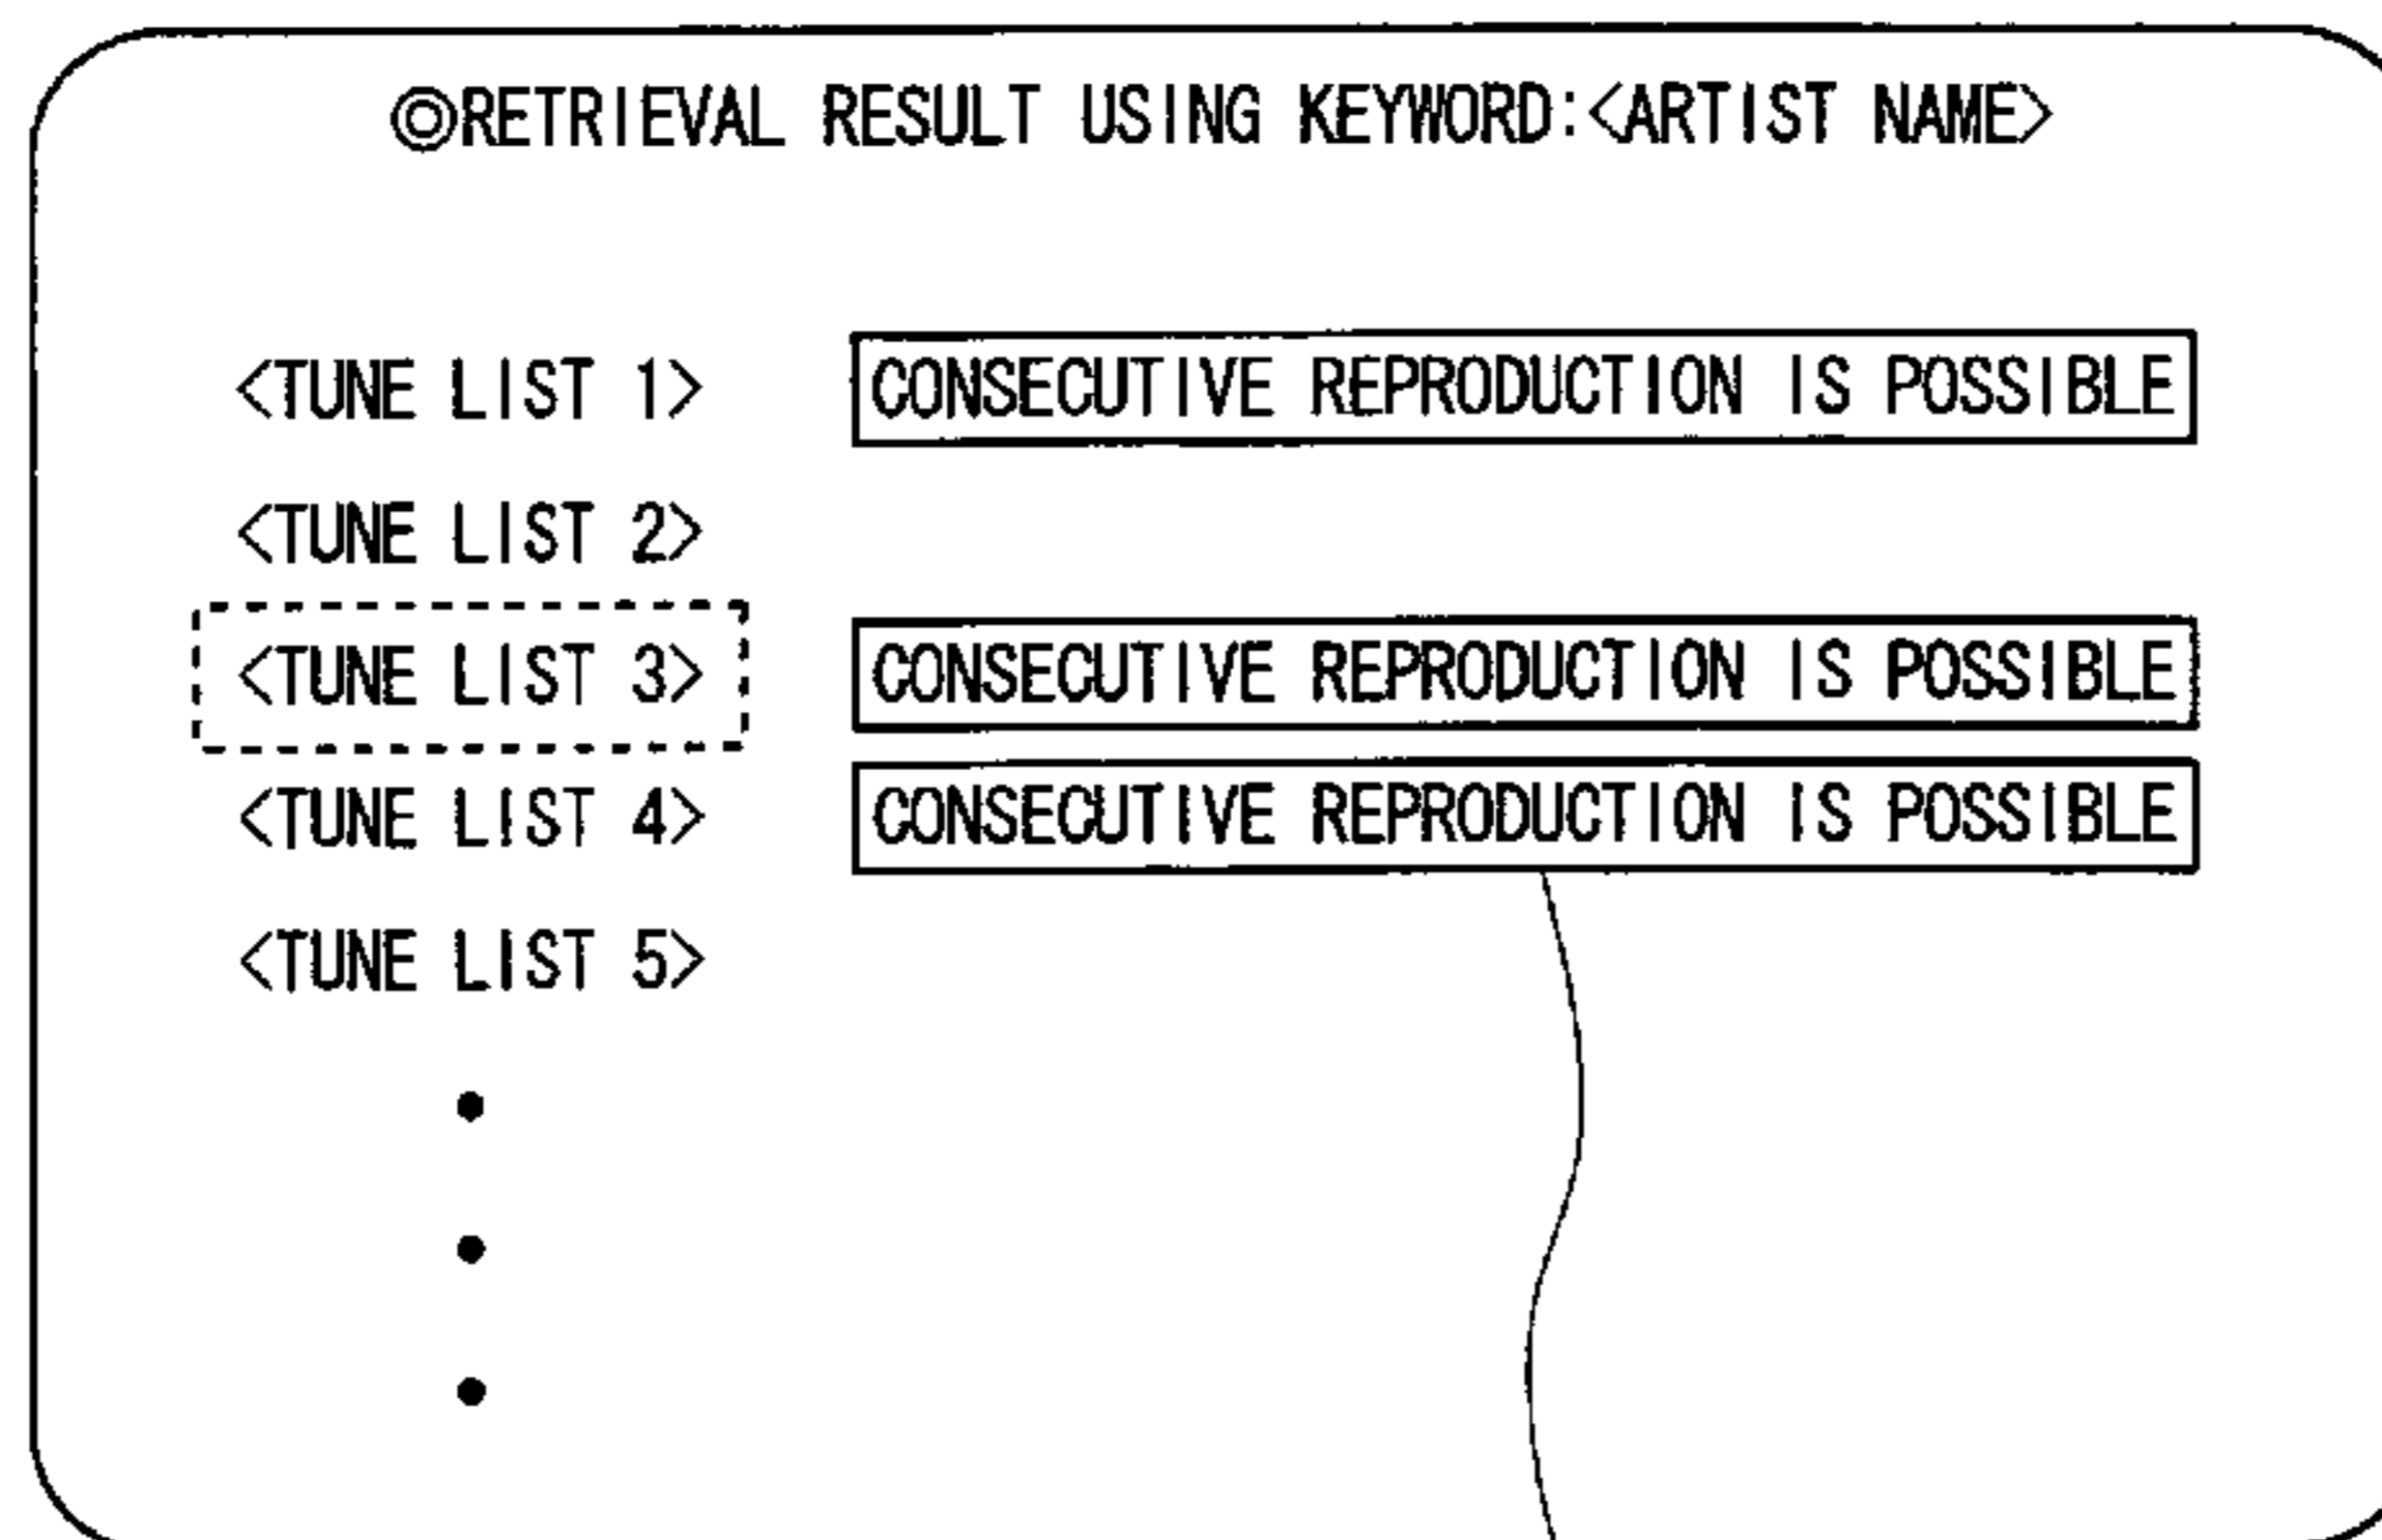 ◎RETRIEVAL RESULT USING KEYWORD:<ARTIST NAME>
<TUNE LIST 1> CONSECUTIVE REPRODUCTION IS POSSIBLE
<TUNE LIST 2>
<TUNE LIST 3> CONSECUTIVE REPRODUCTION IS POSSIBLE
<TUNE LIST 4> CONSECUTIVE REPRODUCTION IS POSSIBLE
<TUNE LIST 5>